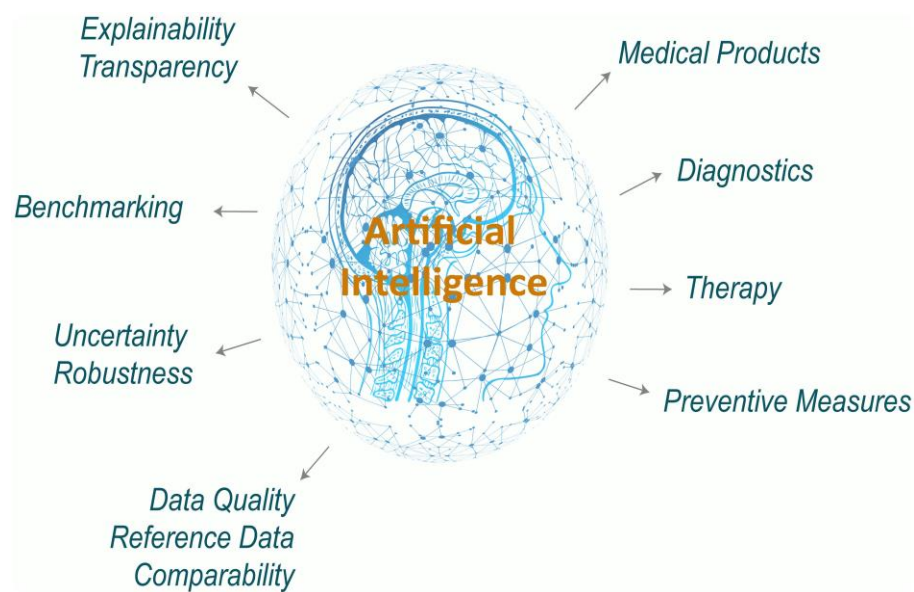 Explainability
Transparency
Medical Products
Benchmarking
Diagnostics
Artificial
Intelligence
Therapy
Uncertainty
Robustness
Preventive Measures
Data Quality
Reference Data
Comparability